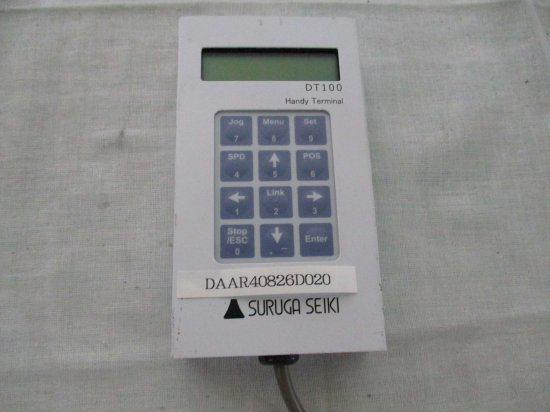 DT100
Handy Terminal
Jog Menu Set
7 8 9
SPD ↑ POS
4 5 6
← Link →
1 2 3
Stop
/ESC ↓ Enter
0 . −
DAAR40826D020
SURUGA SEIKI